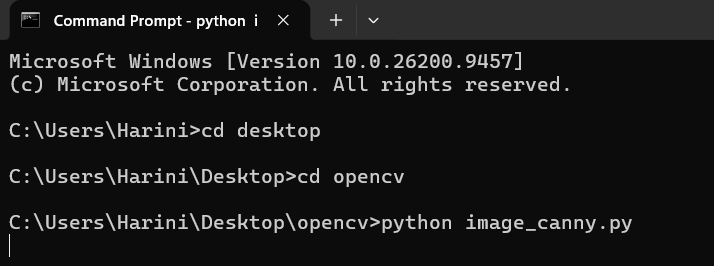 Command Prompt - python i
Microsoft Windows [Version 10.0.26200.9457]
(c) Microsoft Corporation. All rights reserved.
C:\Users\Harini>cd desktop
C:\Users\Harini\Desktop>cd opencv
C:\Users\Harini\Desktop\opencv>python image_canny.py